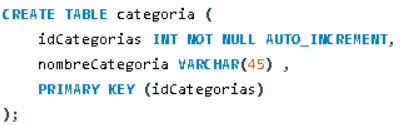 CREATE TABLE categoria (
idCategorias INT NOT NULL AUTO_INCREMENT,
nombreCategoria VARCHAR(45) ,
PRIMARY KEY (idCategorias)
);